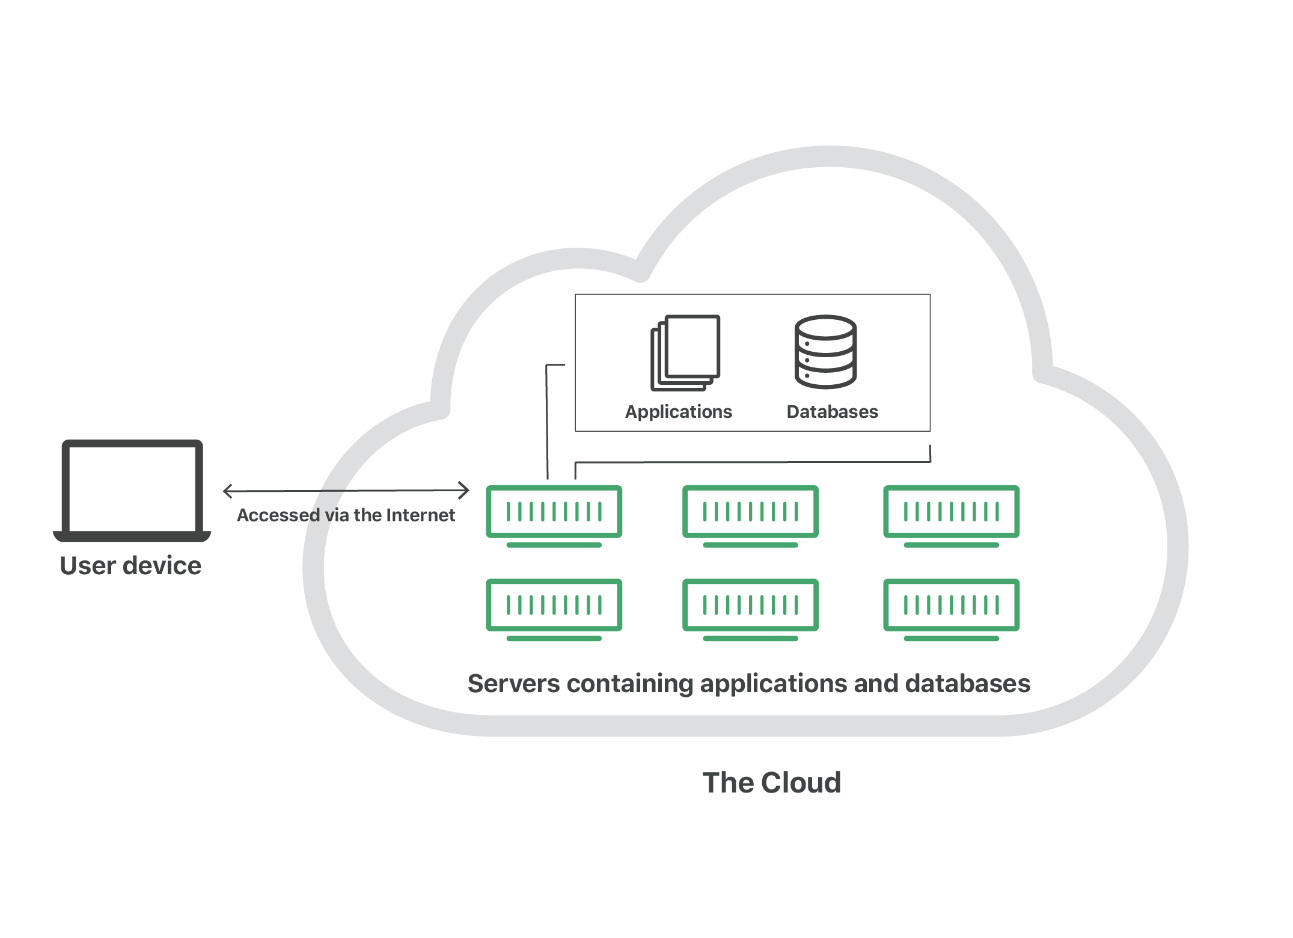 Applications
Databases
Accessed via the Internet
User device
Servers containing applications and databases
The Cloud